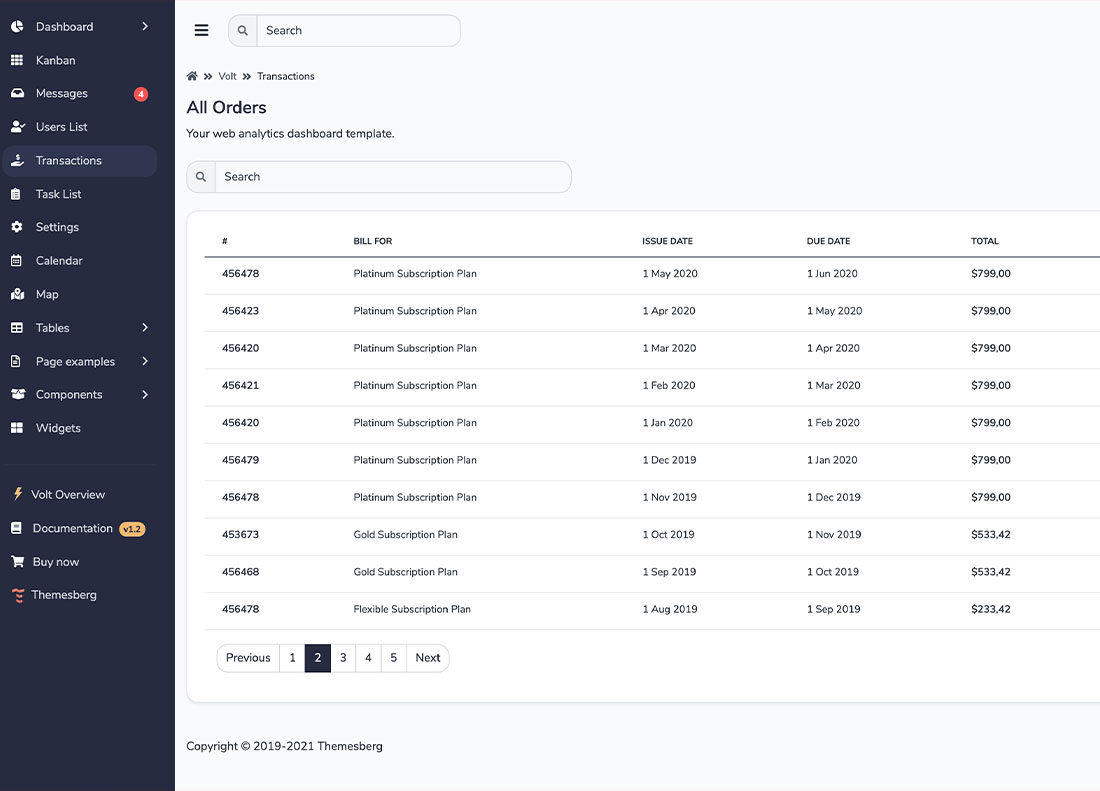 Dashboard
Kanban
Messages 4
Users List
Transactions
Task List
Settings
Calendar
Map
Tables
Page examples
Components
Widgets
Volt Overview
Documentation v1.2
Buy now
Themesberg
Search
Volt Transactions
All Orders
Your web analytics dashboard template.
Search
# BILL FOR ISSUE DATE DUE DATE TOTAL
456478 Platinum Subscription Plan 1 May 2020 1 Jun 2020 $799,00
456423 Platinum Subscription Plan 1 Apr 2020 1 May 2020 $799,00
456420 Platinum Subscription Plan 1 Mar 2020 1 Apr 2020 $799,00
456421 Platinum Subscription Plan 1 Feb 2020 1 Mar 2020 $799,00
456420 Platinum Subscription Plan 1 Jan 2020 1 Feb 2020 $799,00
456479 Platinum Subscription Plan 1 Dec 2019 1 Jan 2020 $799,00
456478 Platinum Subscription Plan 1 Nov 2019 1 Dec 2019 $799,00
453673 Gold Subscription Plan 1 Oct 2019 1 Nov 2019 $533,42
456468 Gold Subscription Plan 1 Sep 2019 1 Oct 2019 $533,42
456478 Flexible Subscription Plan 1 Aug 2019 1 Sep 2019 $233,42
Previous 1 2 3 4 5 Next
Copyright © 2019-2021 Themesberg